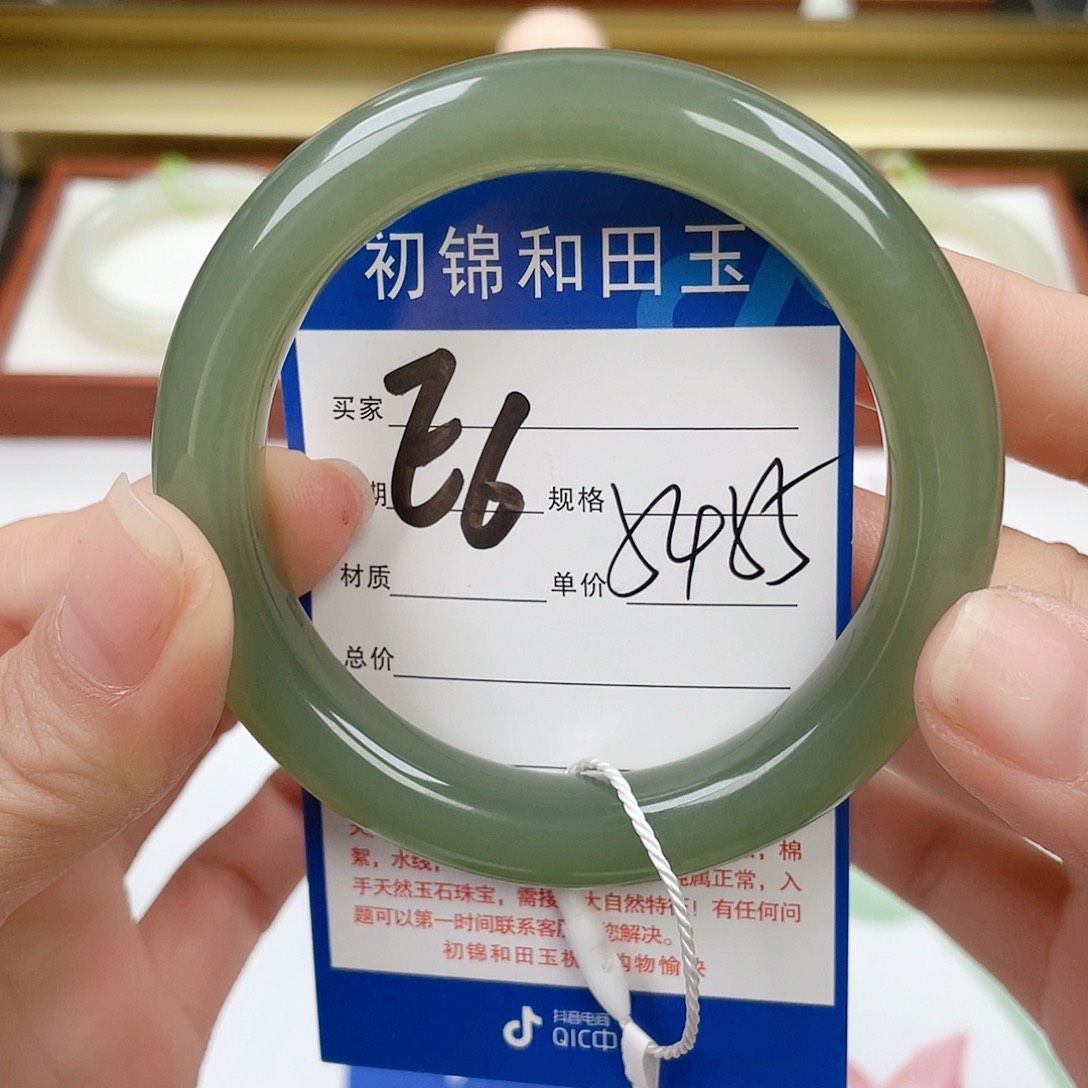 初锦和田玉
买家
E6
期 规格
材质 单价
总价
棉
絮，水线，
属正常，入
手天然玉石珠宝，需接 大自然特征！有任何问
题可以第一时间联系客 您解决。
初锦和田玉祝 购物愉快
抖音电商
QIC中